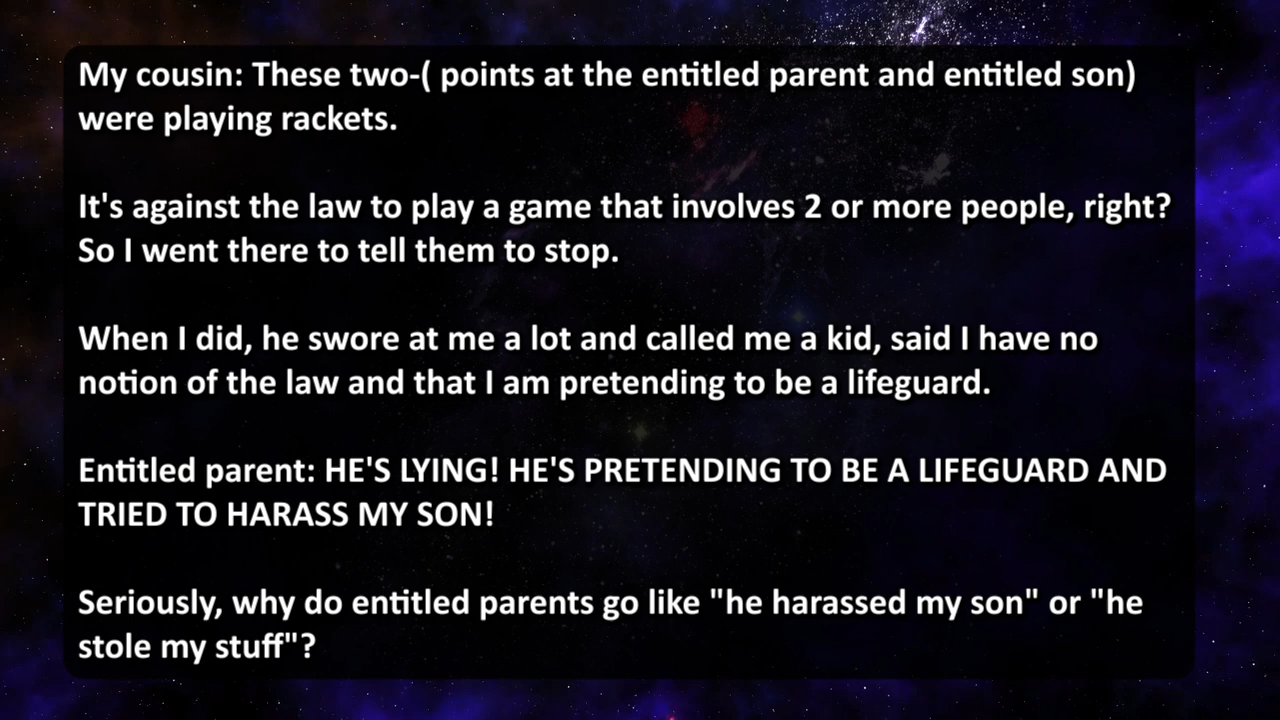 My cousin: These two-( points at the entitled parent and entitled son)
were playing rackets.
It's against the law to play a game that involves 2 or more people, right?
So I went there to tell them to stop.
When I did, he swore at me a lot and called me a kid, said I have no
notion of the law and that I am pretending to be a lifeguard.
Entitled parent: HE'S LYING! HE'S PRETENDING TO BE A LIFEGUARD AND
TRIED TO HARASS MY SON!
Seriously, why do entitled parents go like "he harassed my son" or "he
stole my stuff"?